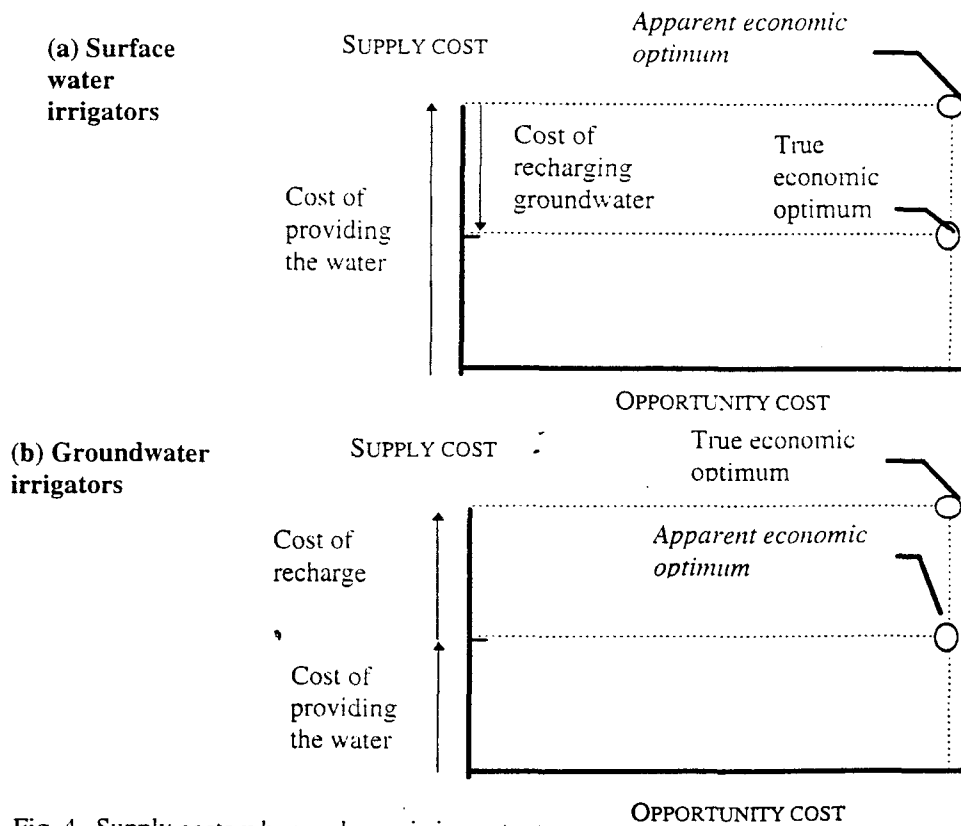 (a) Surface
water
irrigators
SUPPLY COST
Apparent economic
optimum
Cost of
recharging
groundwater
True
economic
optimum
Cost of
providing
the water
OPPORTUNITY COST
(b) Groundwater
irrigators
SUPPLY COST
True economic
optimum
Cost of
recharge
Apparent economic
optimum
Cost of
providing
the water
OPPORTUNITY COST
Fig. 4. Supply